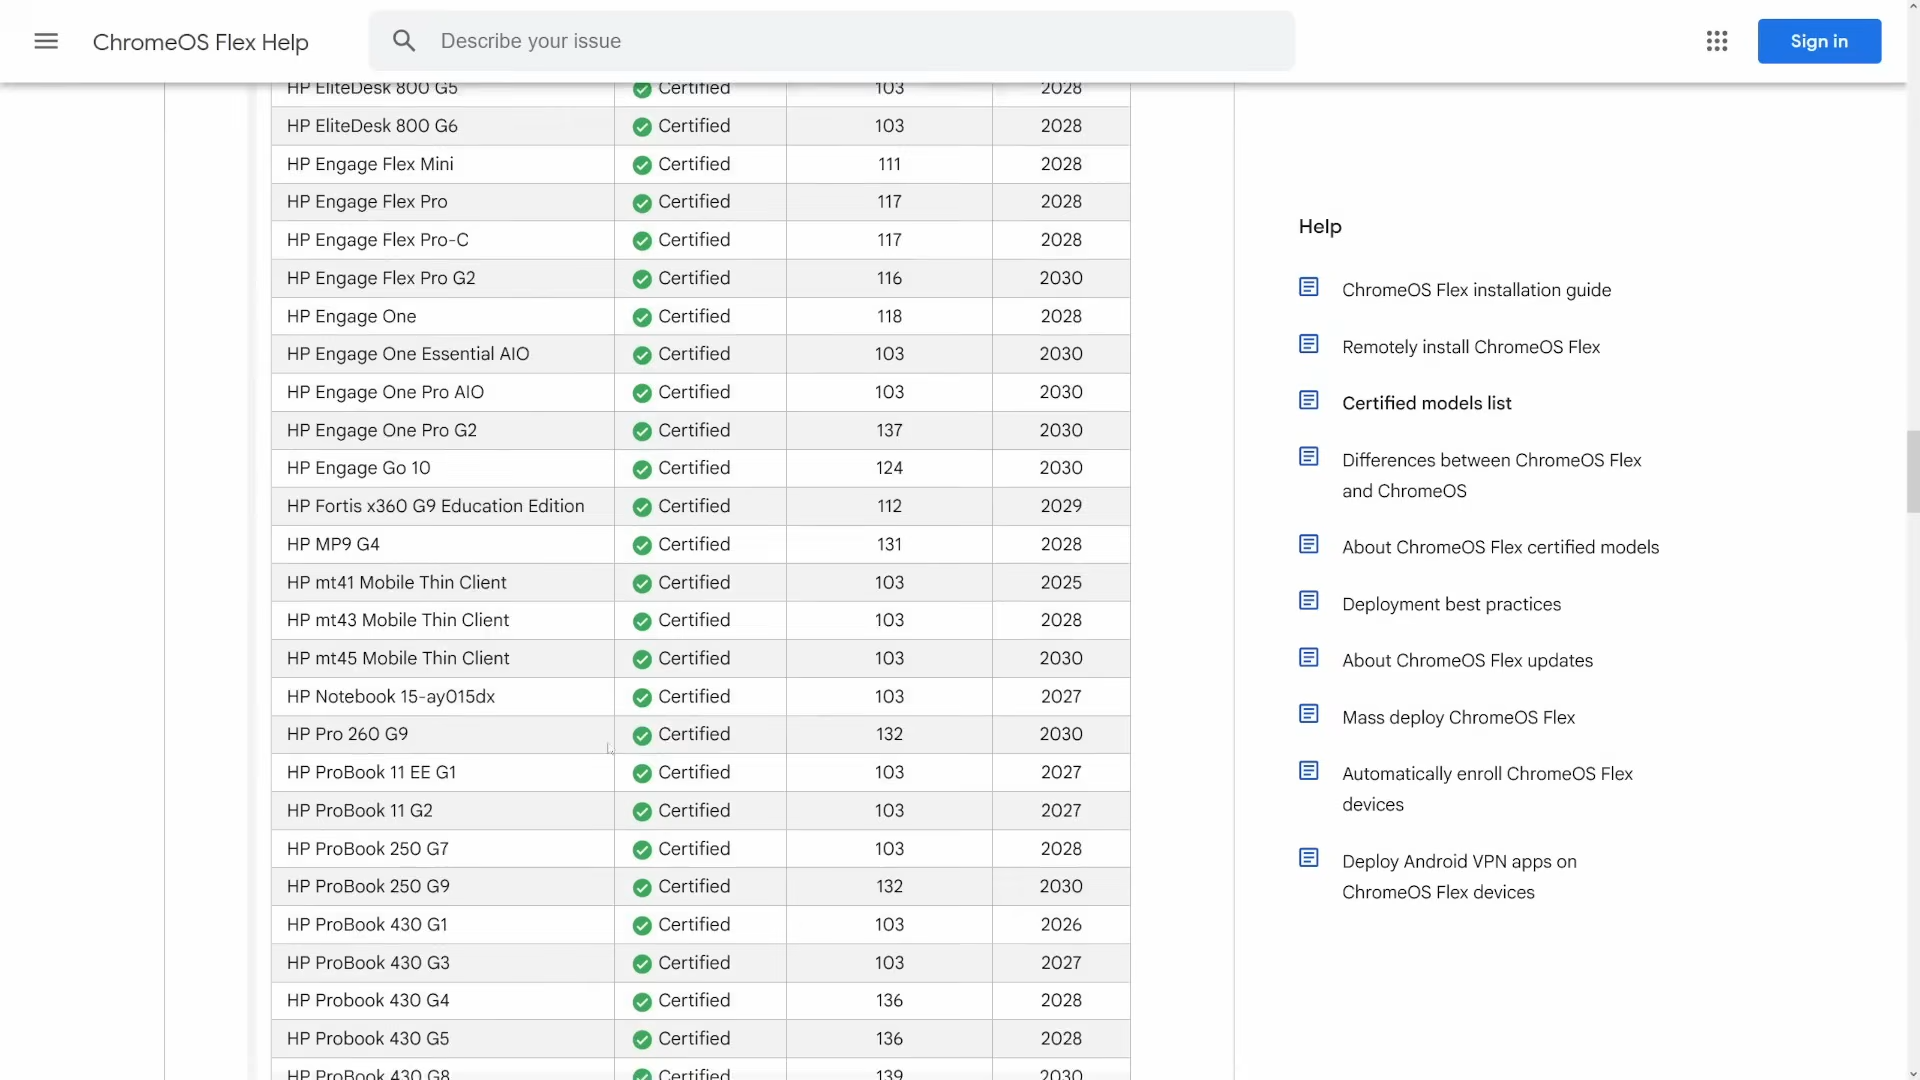 ChromeOS Flex Help
Describe your issue
Sign in
HP EliteDesk 800 G5 Certified 103 2028
HP EliteDesk 800 G6 Certified 103 2028
HP Engage Flex Mini Certified 111 2028
HP Engage Flex Pro Certified 117 2028
HP Engage Flex Pro-C Certified 117 2028
HP Engage Flex Pro G2 Certified 116 2030
HP Engage One Certified 118 2028
HP Engage One Essential AIO Certified 103 2030
HP Engage One Pro AIO Certified 103 2030
HP Engage One Pro G2 Certified 137 2030
HP Engage Go 10 Certified 124 2030
HP Fortis x360 G9 Education Edition Certified 112 2029
HP MP9 G4 Certified 131 2028
HP mt41 Mobile Thin Client Certified 103 2025
HP mt43 Mobile Thin Client Certified 103 2028
HP mt45 Mobile Thin Client Certified 103 2030
HP Notebook 15-ay015dx Certified 103 2027
HP Pro 260 G9 Certified 132 2030
HP ProBook 11 EE G1 Certified 103 2027
HP ProBook 11 G2 Certified 103 2027
HP ProBook 250 G7 Certified 103 2028
HP ProBook 250 G9 Certified 132 2030
HP ProBook 430 G1 Certified 103 2026
HP ProBook 430 G3 Certified 103 2027
HP Probook 430 G4 Certified 136 2028
HP Probook 430 G5 Certified 136 2028
HP ProBook 430 G8 Certified 139 2030
Help
ChromeOS Flex installation guide
Remotely install ChromeOS Flex
Certified models list
Differences between ChromeOS Flex
and ChromeOS
About ChromeOS Flex certified models
Deployment best practices
About ChromeOS Flex updates
Mass deploy ChromeOS Flex
Automatically enroll ChromeOS Flex
devices
Deploy Android VPN apps on
ChromeOS Flex devices